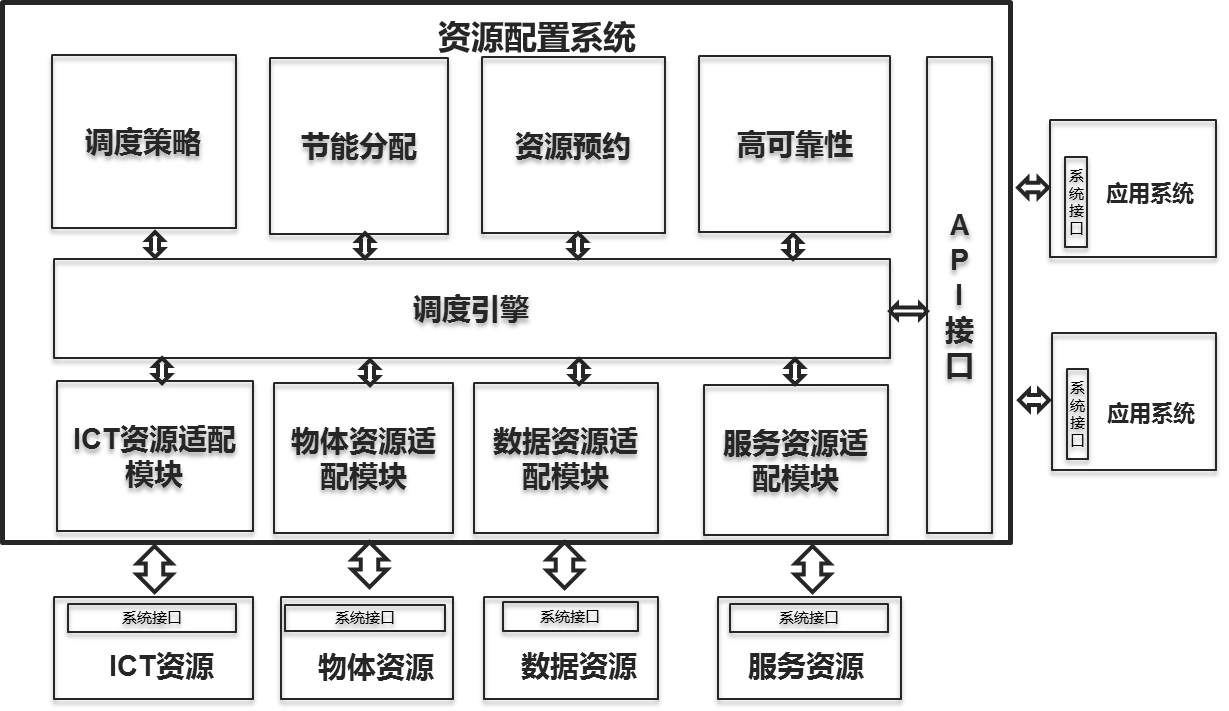 资源配置系统
调度策略
节能分配
资源预约
高可靠性
API接口
系统接口
应用系统
调度引擎
系统接口
应用系统
ICT资源适配
模块
物体资源适
配模块
数据资源适
配模块
服务资源适
配模块
系统接口
ICT资源
系统接口
物体资源
系统接口
数据资源
系统接口
服务资源